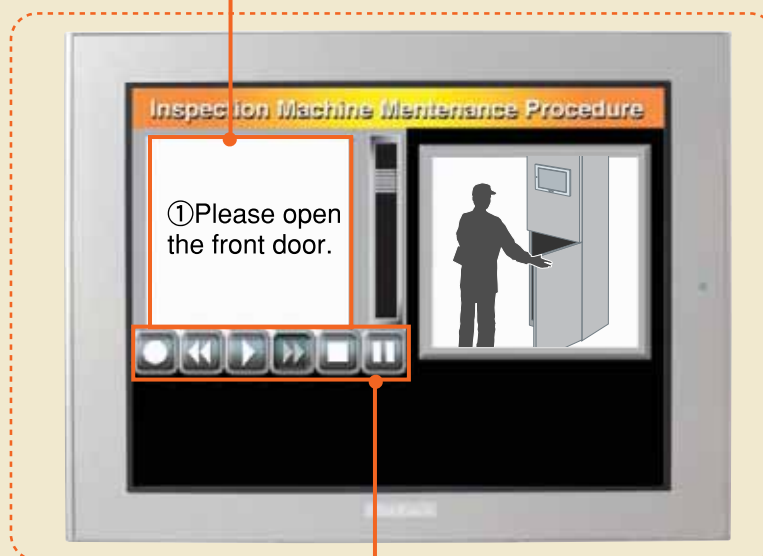 Inspection Machine Mentenance Procedure
①Please open
the front door.